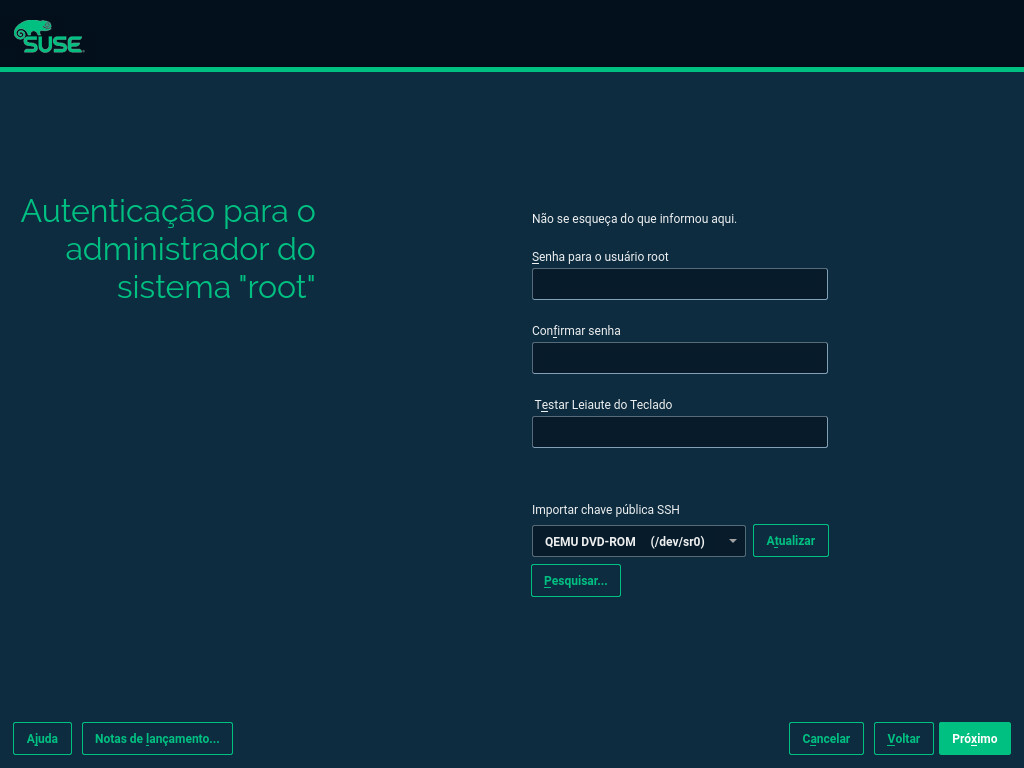 SUSE
Autenticação para o
administrador do
sistema "root"
Não se esqueça do que informou aqui.
Senha para o usuário root
Confirmar senha
Testar Leiaute do Teclado
Importar chave pública SSH
QEMU DVD-ROM (/dev/sr0)
Atualizar
Pesquisar...
Ajuda
Notas de lançamento...
Cancelar
Voltar
Próximo